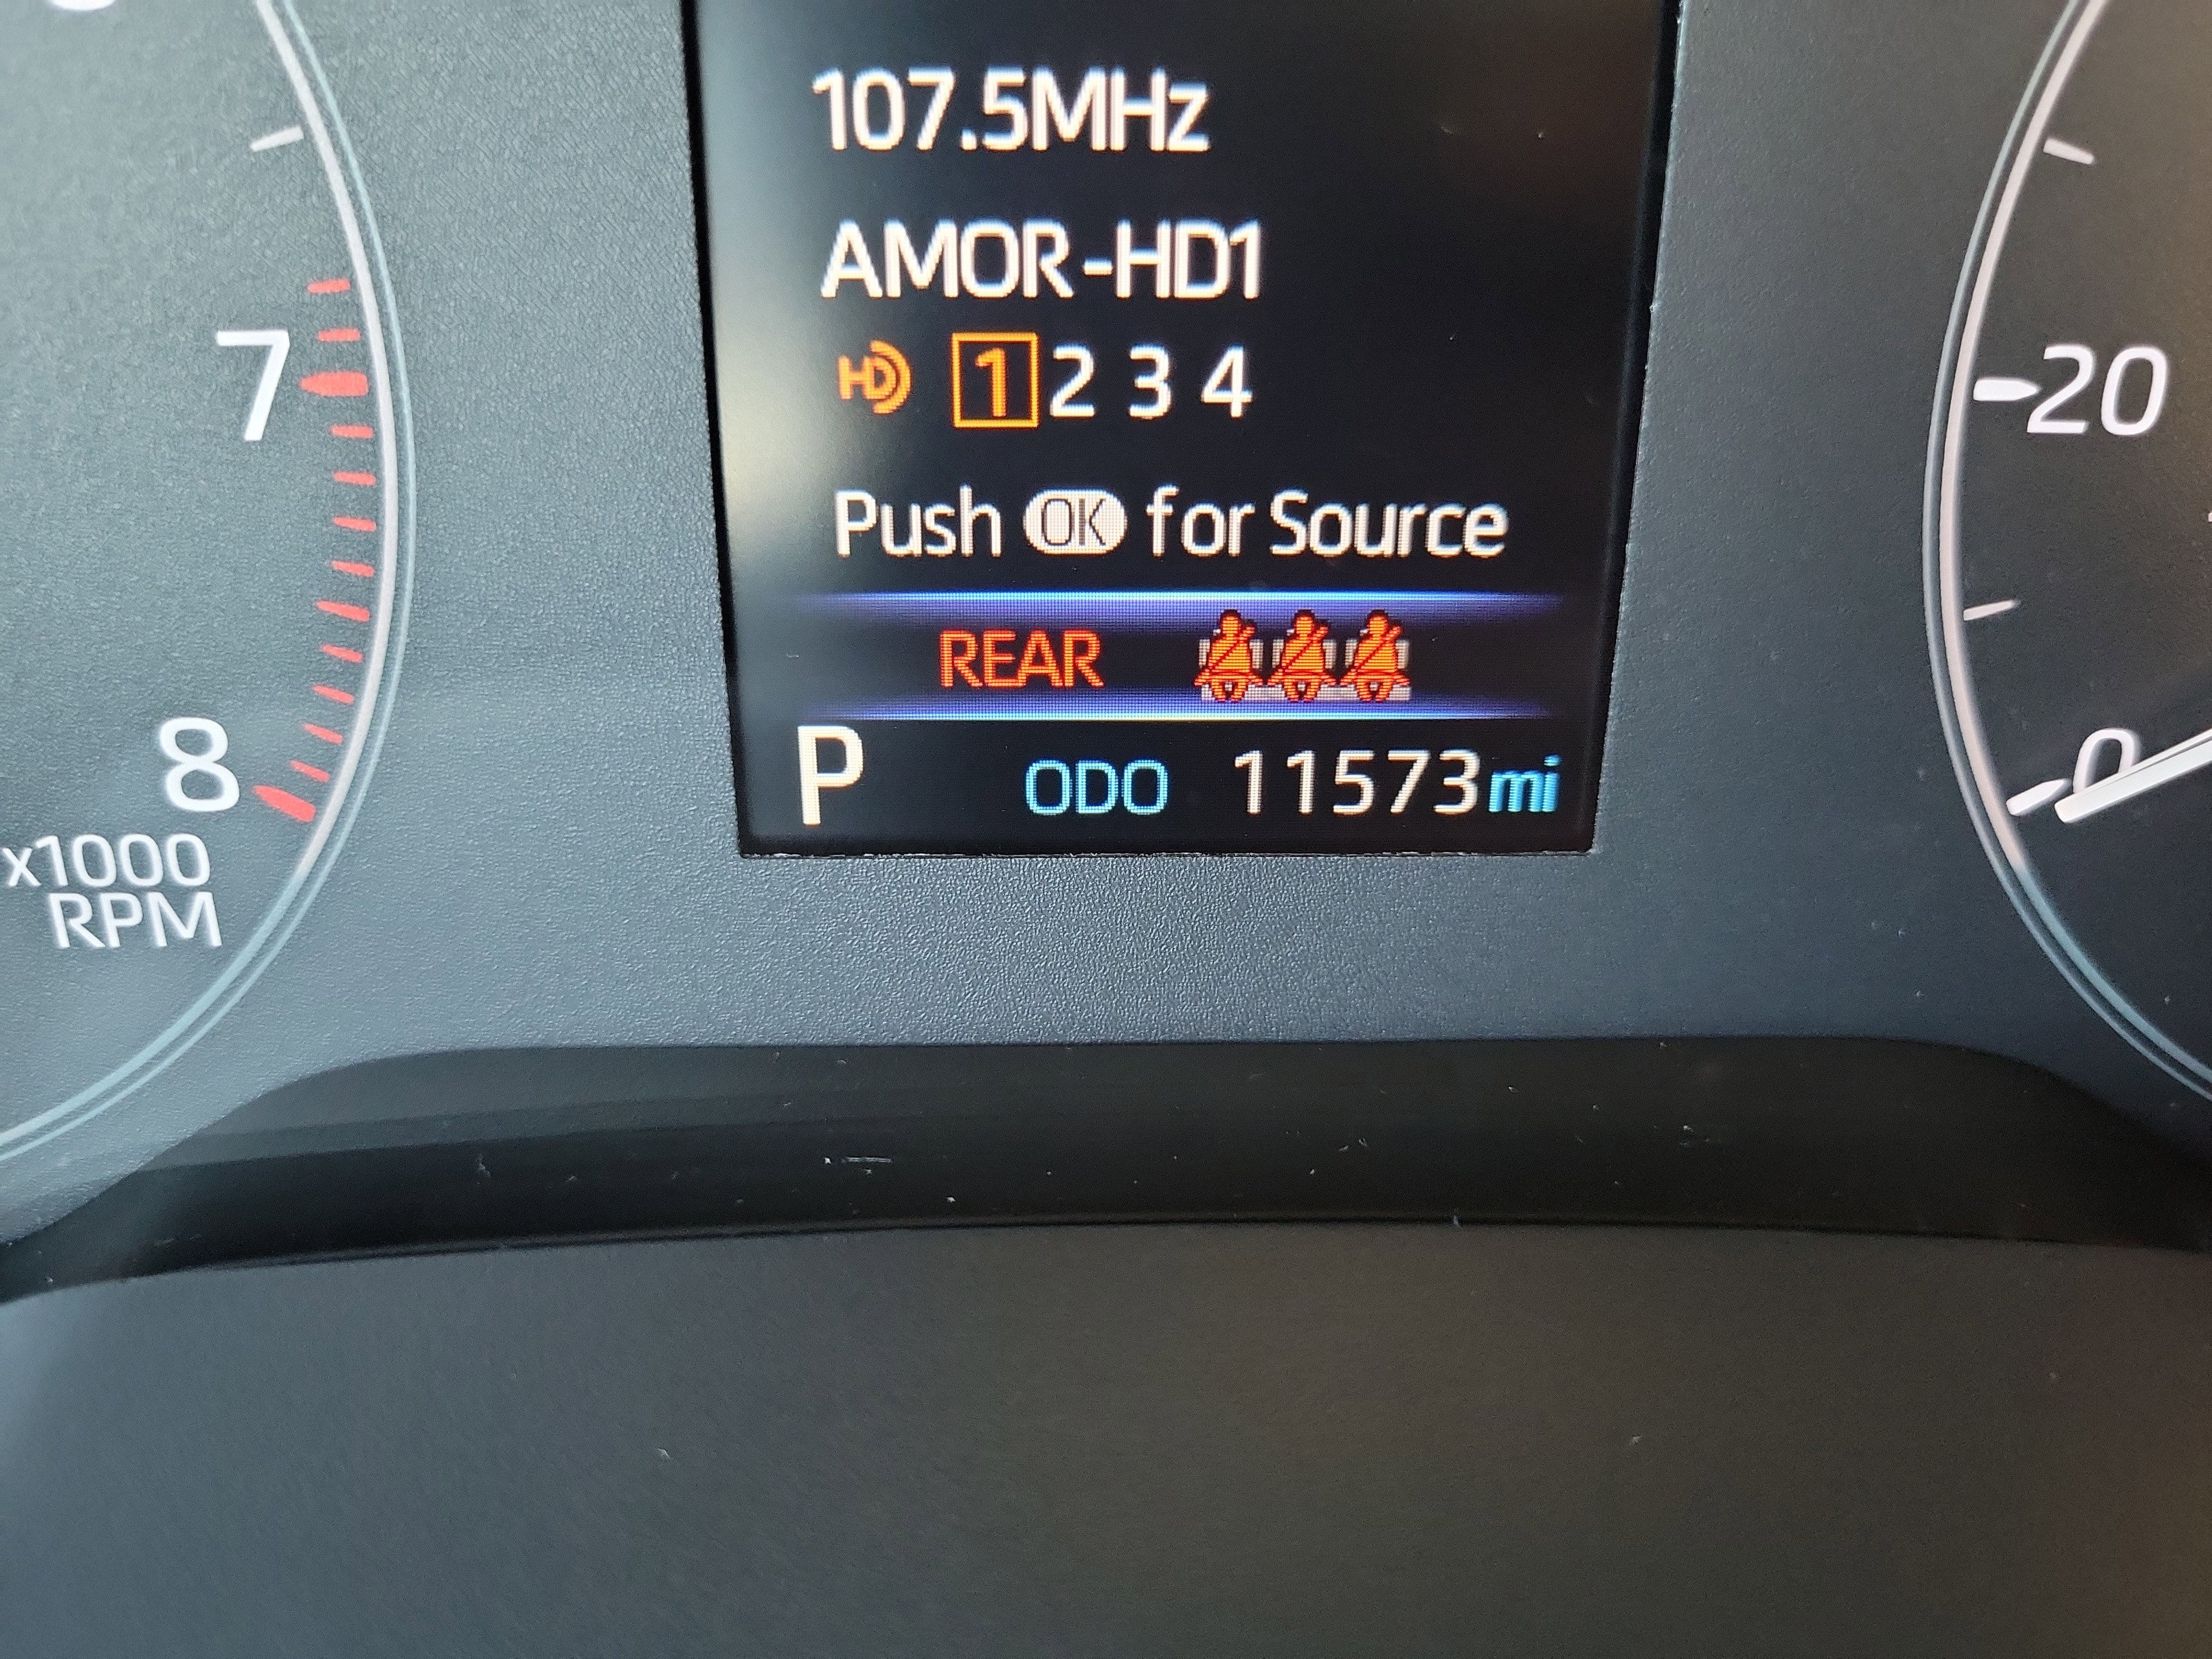 107.5MHz
AMOR-HD1
HD 1 2 3 4
Push OK for Source
REAR
P ODO 11573mi
7
8
x1000
RPM
20
0